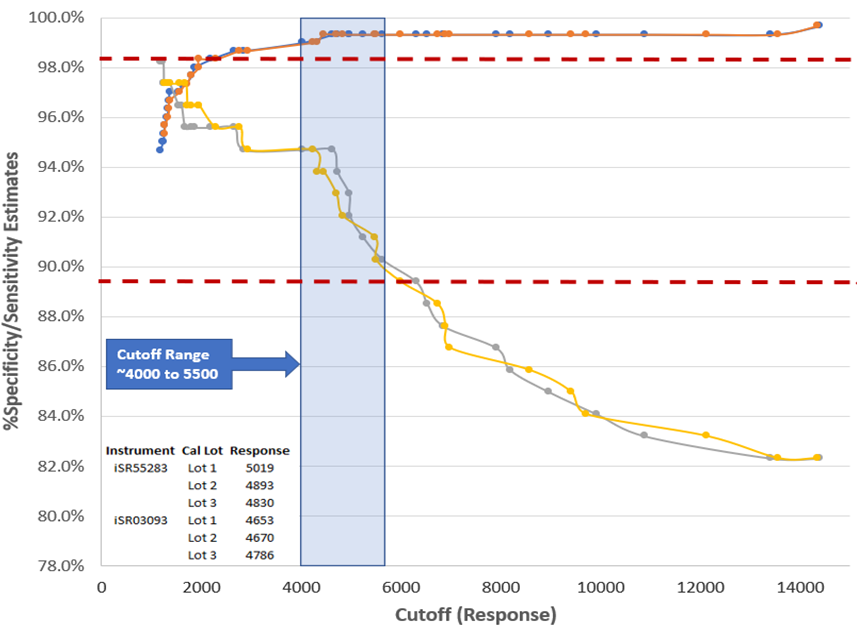 100.0%
98.0%
96.0%
94.0%
92.0%
90.0%
88.0%
86.0%
84.0%
82.0%
80.0%
78.0%
%Specificity/Sensitivity Estimates
Cutoff Range
~4000 to 5500
Instrument Cal Lot Response
iSR55283 Lot 1 5019
Lot 2 4893
Lot 3 4830
iSR03093 Lot 1 4653
Lot 2 4670
Lot 3 4786
0 2000 4000 6000 8000 10000 12000 14000
Cutoff (Response)